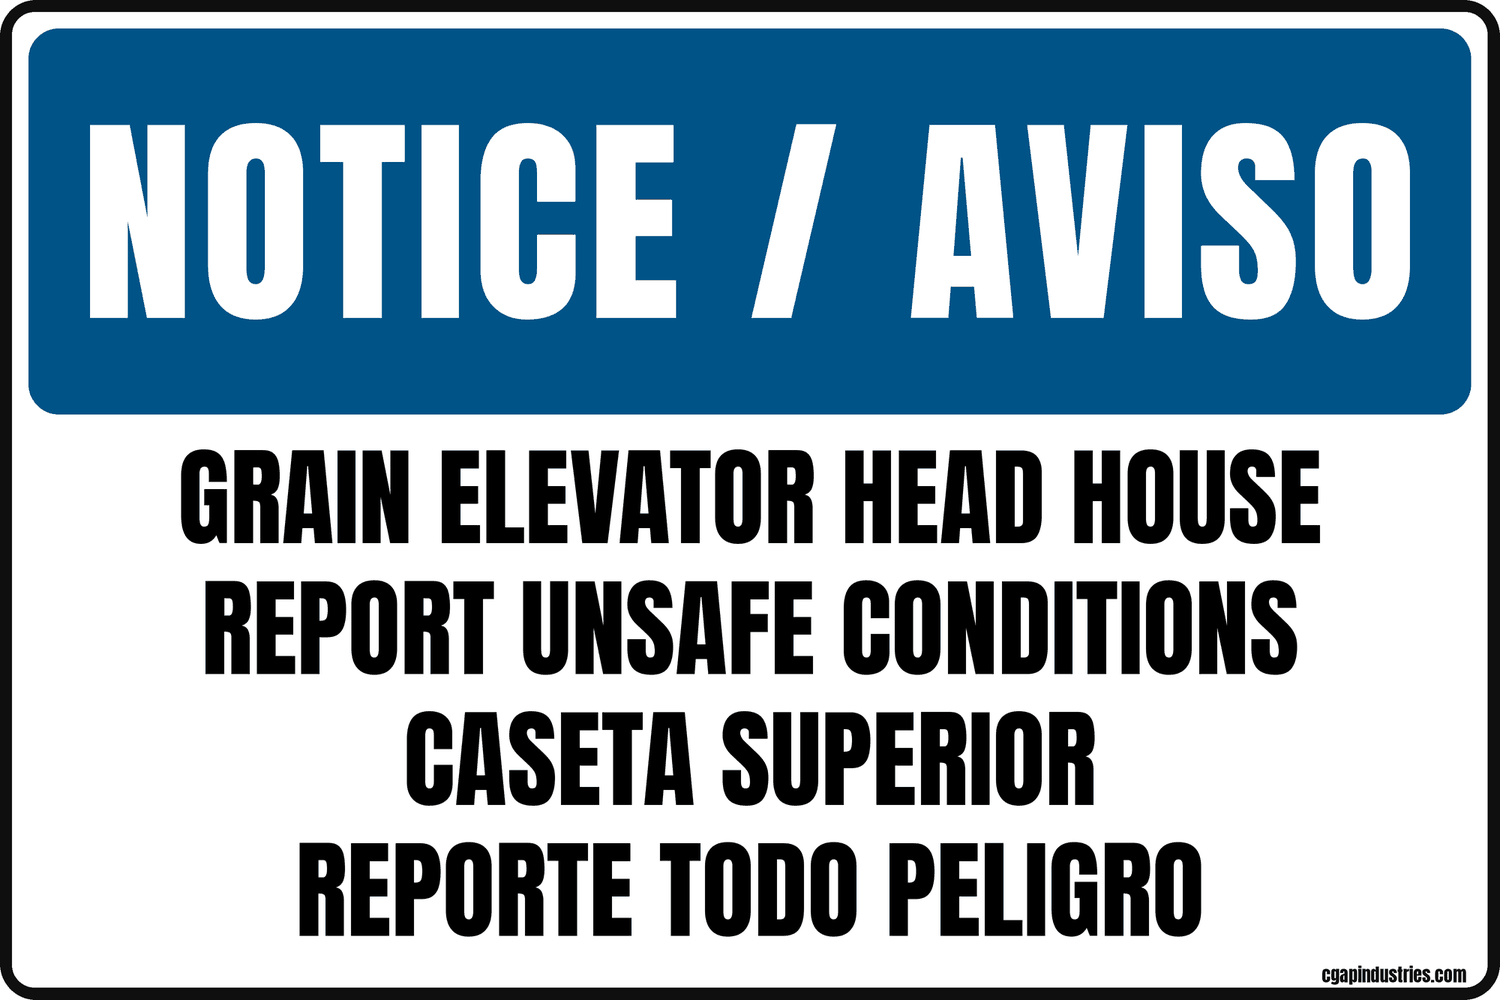 NOTICE / AVISO
GRAIN ELEVATOR HEAD HOUSE
REPORT UNSAFE CONDITIONS
CASETA SUPERIOR
REPORTE TODO PELIGRO
cgapindustries.com